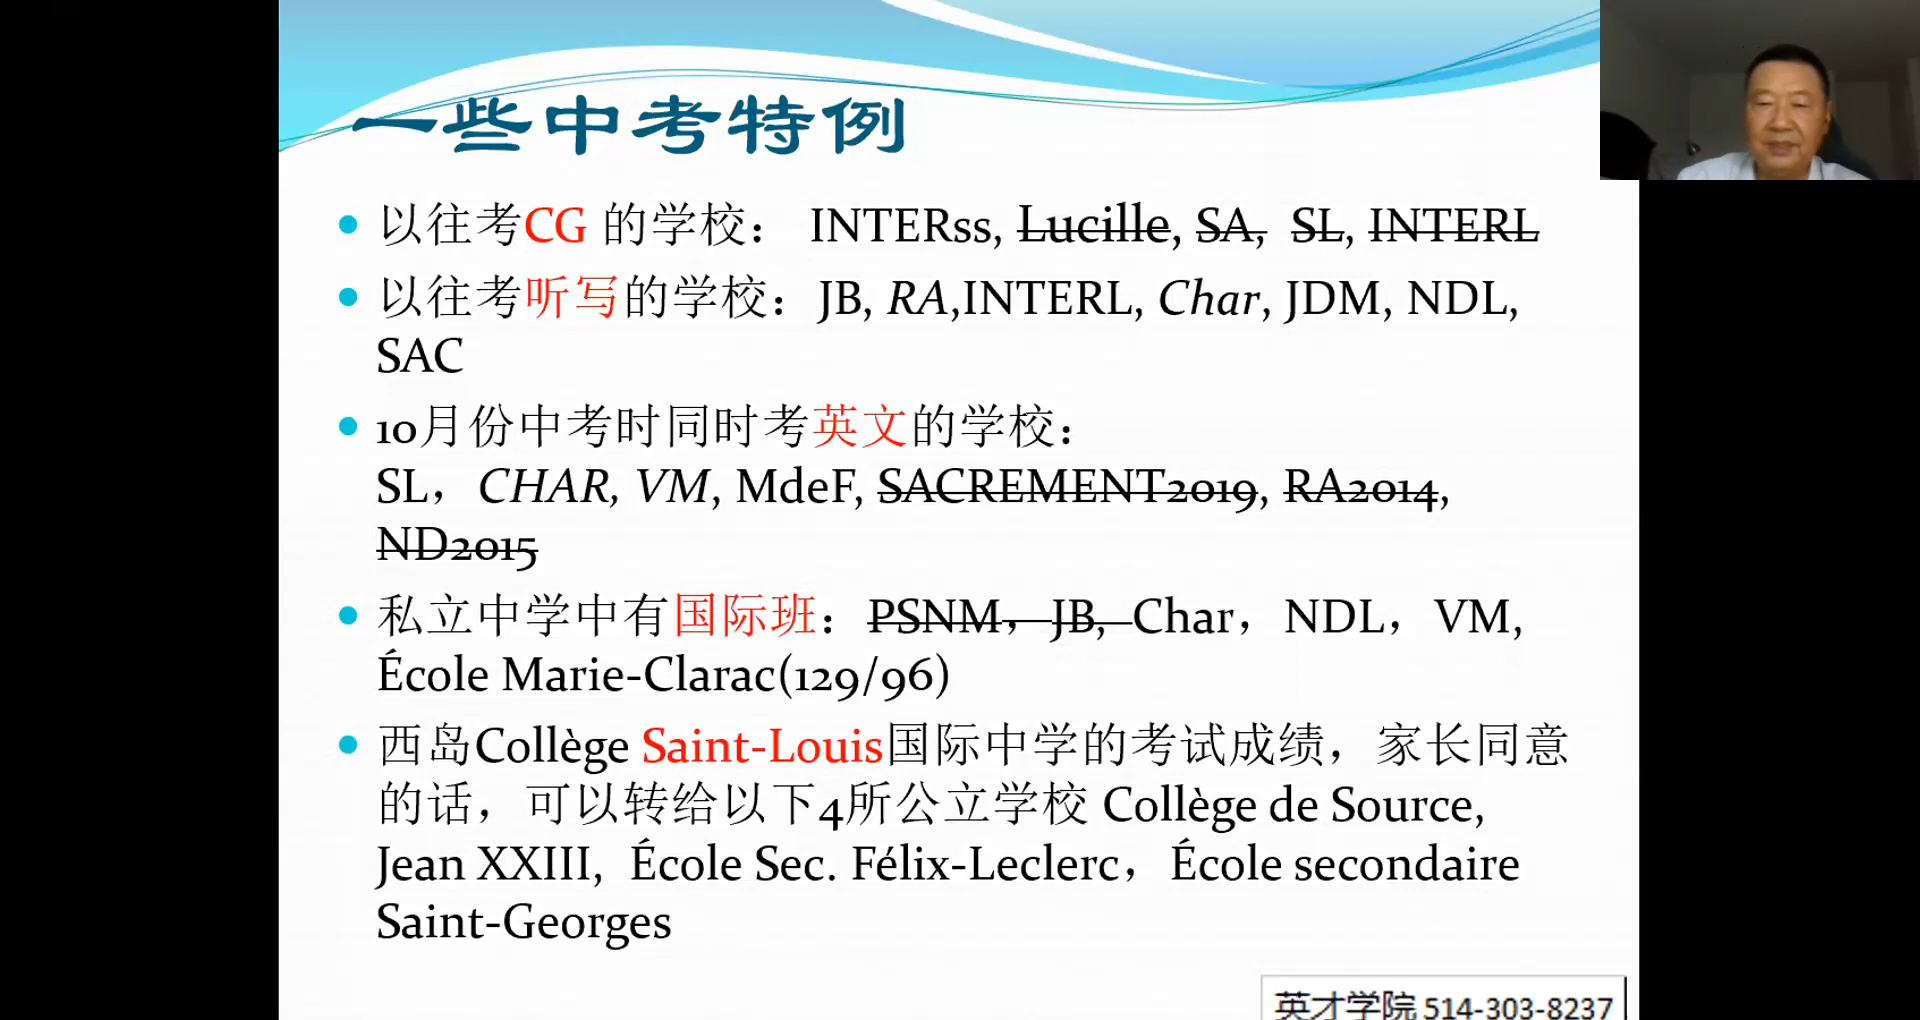 一些中考特例
以往考CG 的学校： INTERss, Lucille, SA, SL, INTERL
以往考听写的学校：JB, RA,INTERL, Char, JDM, NDL,
SAC
10月份中考时同时考英文的学校：
SL，CHAR, VM, MdeF, SACREMENT2019, RA2014,
ND2015
私立中学中有国际班：PSNM，JB, Char，NDL，VM,
École Marie-Clarac(129/96)
西岛Collège Saint-Louis国际中学的考试成绩，家长同意
的话，可以转给以下4所公立学校 Collège de Source,
Jean XXIII, École Sec. Félix-Leclerc，École secondaire
Saint-Georges
英才学院 514-303-8237